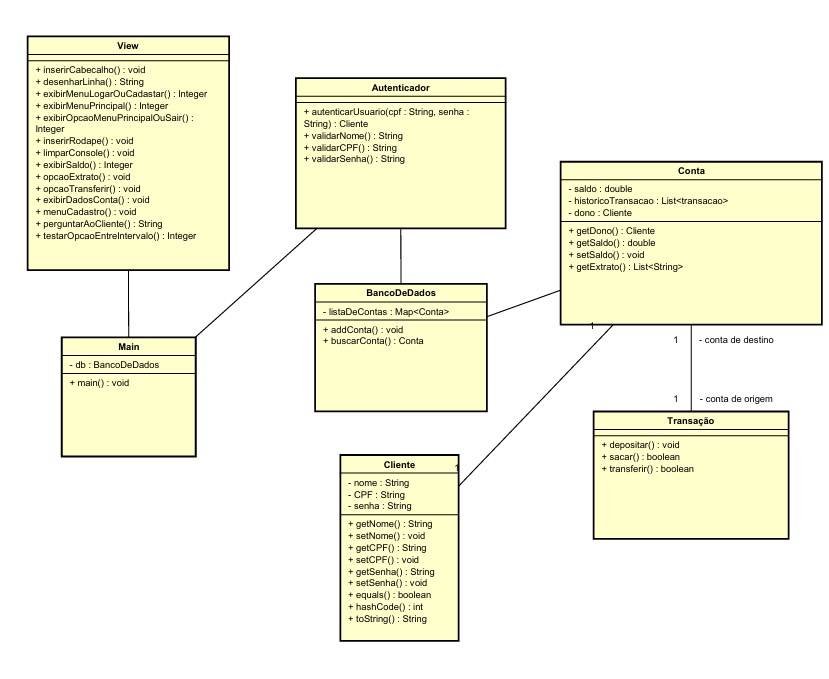 View
+ inserirCabecalho() : void
+ desenharLinha() : String
+ exibirMenuLogarOuCadastar() : Integer
+ exibirMenuPrincipal() : Integer
+ exibirOpcaoMenuPrincipalOuSair() :
Integer
+ inserirRodape() : void
+ limparConsole() : void
+ exibirSaldo() : Integer
+ opcaoExtrato() : void
+ opcaoTransferir() : void
+ exibirDadosConta() : void
+ menuCadastro() : void
+ perguntarAoCliente() : String
+ testarOpcaoEntreIntervalo() : Integer
Autenticador
+ autenticarUsuario(cpf : String, senha :
String) : Cliente
+ validarNome() : String
+ validarCPF() : String
+ validarSenha() : String
Conta
- saldo : double
- historicoTransacao : List<transacao>
- dono : Cliente
+ getDono() : Cliente
+ getSaldo() : double
+ setSaldo() : void
+ getExtrato() : List<String>
BancoDeDados
- listaDeContas : Map<Conta>
+ addConta() : void
+ buscarConta() : Conta
Main
- db : BancoDeDados
+ main() : void
1
1 - conta de destino
1 - conta de origem
Transação
+ depositar() : void
+ sacar() : boolean
+ transferir() : boolean
Cliente
1
- nome : String
- CPF : String
- senha : String
+ getNome() : String
+ setNome() : void
+ getCPF() : String
+ setCPF() : void
+ getSenha() : String
+ setSenha() : void
+ equals() : boolean
+ hashCode() : int
+ toString() : String